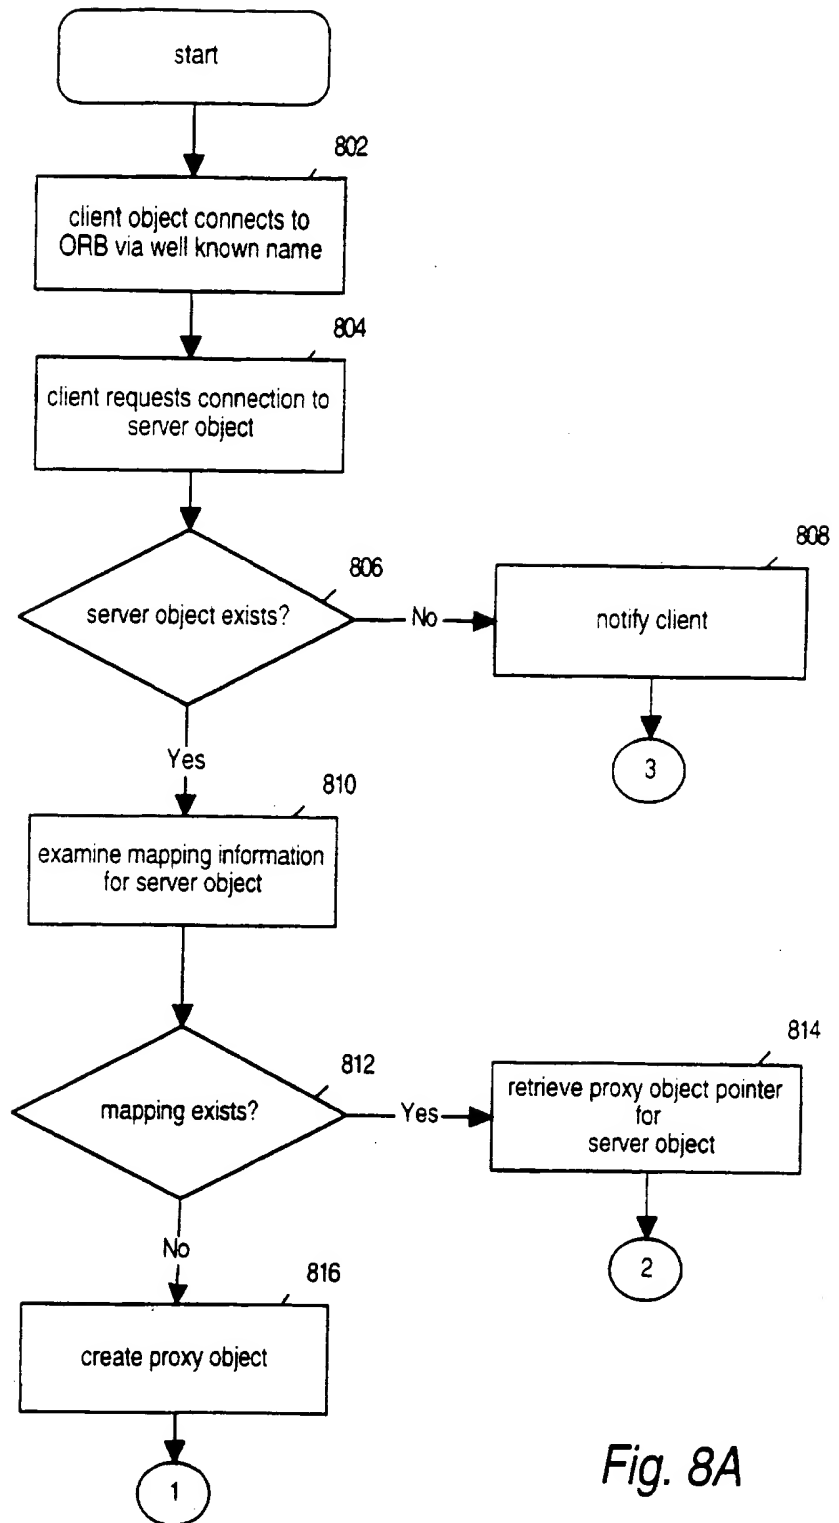 start
802
client object connects to
ORB via well known name
804
client requests connection to
server object
806
server object exists?
No
808
notify client
3
Yes
810
examine mapping information
for server object
812
mapping exists?
Yes
814
retrieve proxy object pointer
for
server object
2
No
816
create proxy object
1
Fig. 8A